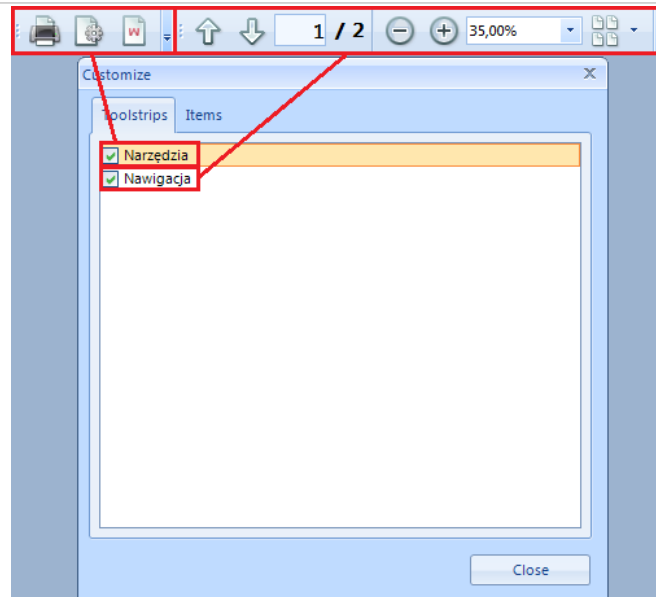 W 1 / 2 35,00%
Customize X
Toolstrips Items
Narzędzia
Nawigacja
Close